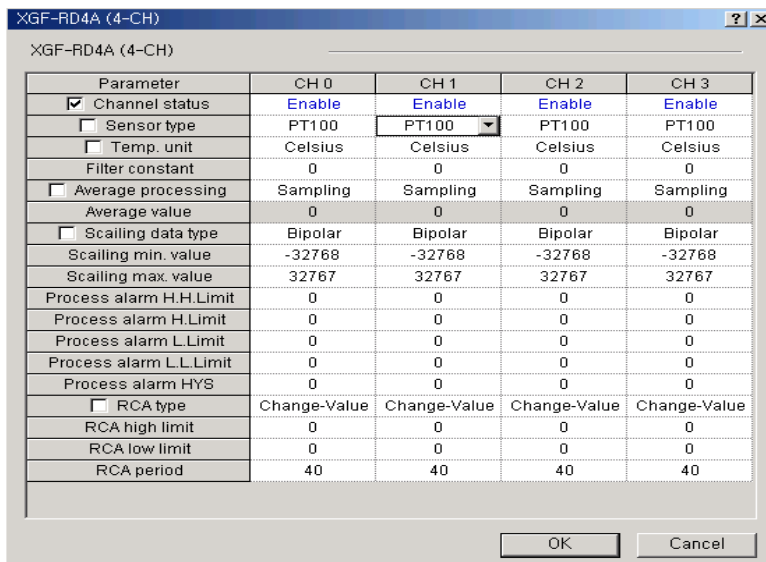 XGF-RD4A (4-CH)
XGF-RD4A (4-CH)
Parameter CH 0 CH 1 CH 2 CH 3
Channel status Enable Enable Enable Enable
Sensor type PT100 PT100 PT100 PT100
Temp. unit Celsius Celsius Celsius Celsius
Filter constant 0 0 0 0
Average processing Sampling Sampling Sampling Sampling
Average value 0 0 0 0
Scailing data type Bipolar Bipolar Bipolar Bipolar
Scailing min. value -32768 -32768 -32768 -32768
Scailing max. value 32767 32767 32767 32767
Process alarm H.H.Limit 0 0 0 0
Process alarm H.Limit 0 0 0 0
Process alarm L.Limit 0 0 0 0
Process alarm L.L.Limit 0 0 0 0
Process alarm HYS 0 0 0 0
RCA type Change-Value Change-Value Change-Value Change-Value
RCA high limit 0 0 0 0
RCA low limit 0 0 0 0
RCA period 40 40 40 40
OK Cancel